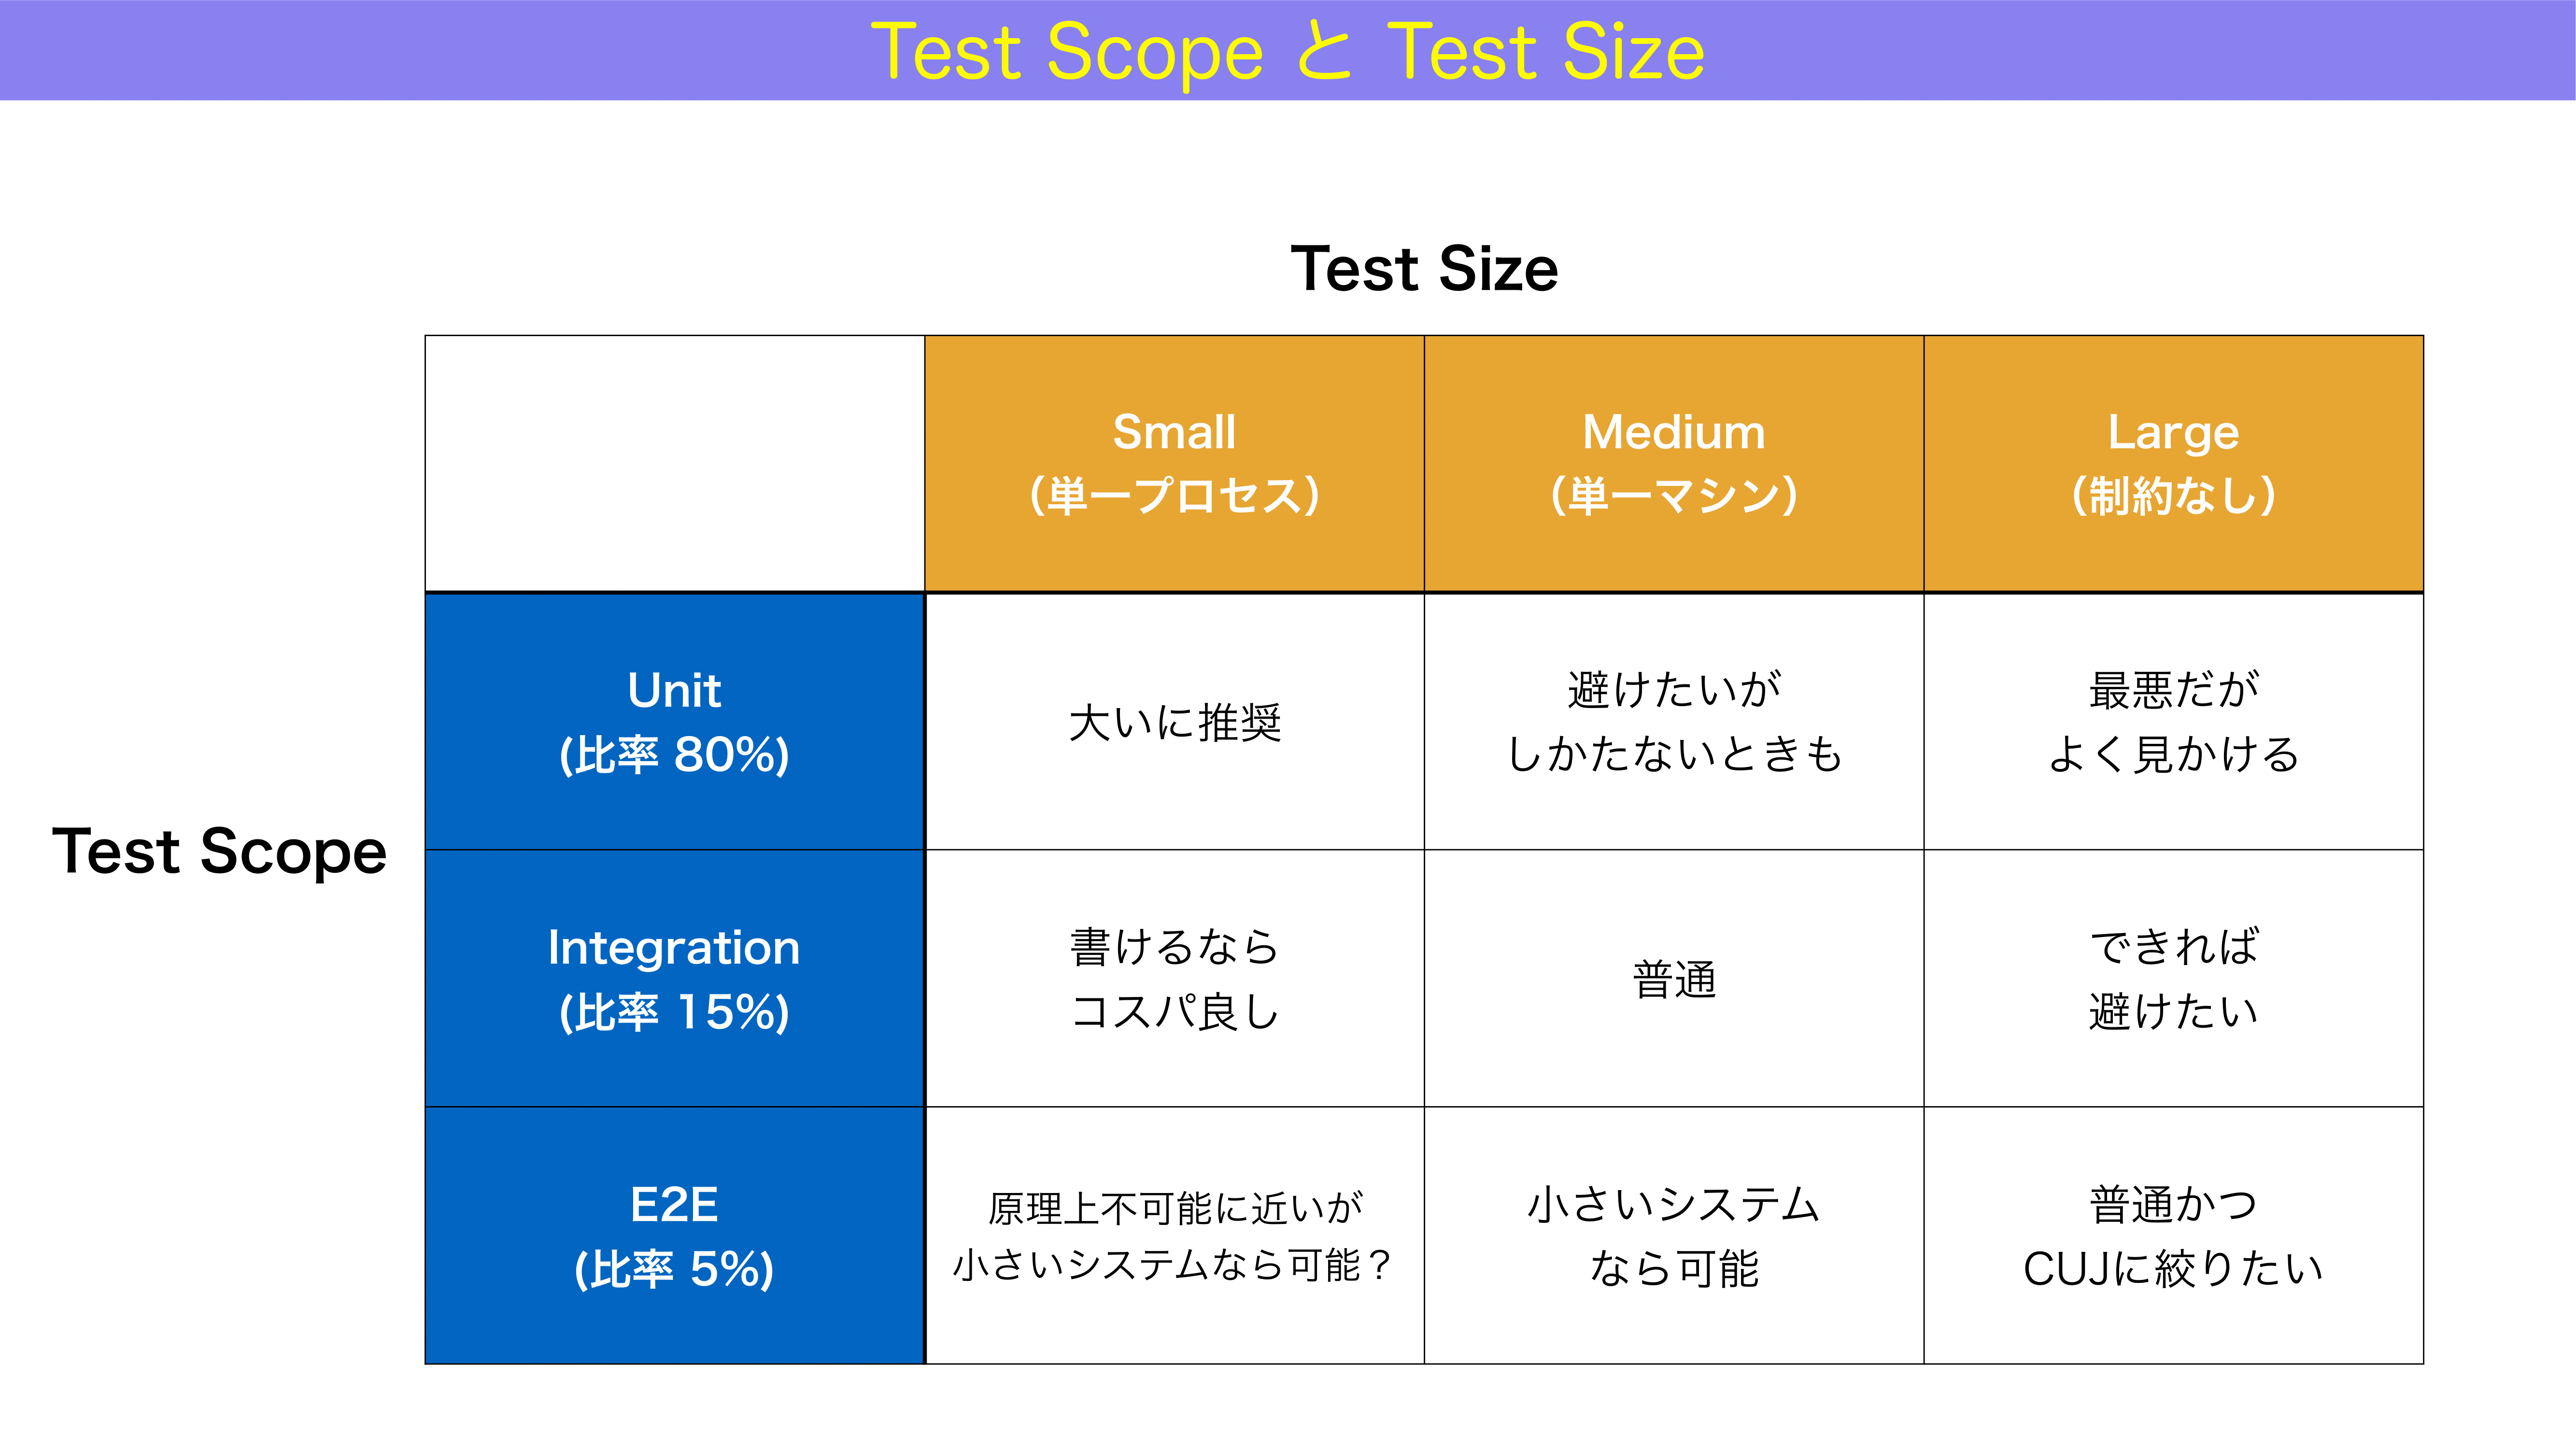 Test Scope と Test Size
Test Size
Small
（単一プロセス）
Medium
（単一マシン）
Large
（制約なし）
Test Scope
Unit
(比率 80%)
大いに推奨
避けたいが
しかたないときも
最悪だが
よく見かける
Integration
(比率 15%)
書けるなら
コスパ良し
普通
できれば
避けたい
E2E
(比率 5%)
原理上不可能に近いが
小さいシステムなら可能？
小さいシステム
なら可能
普通かつ
CUJに絞りたい